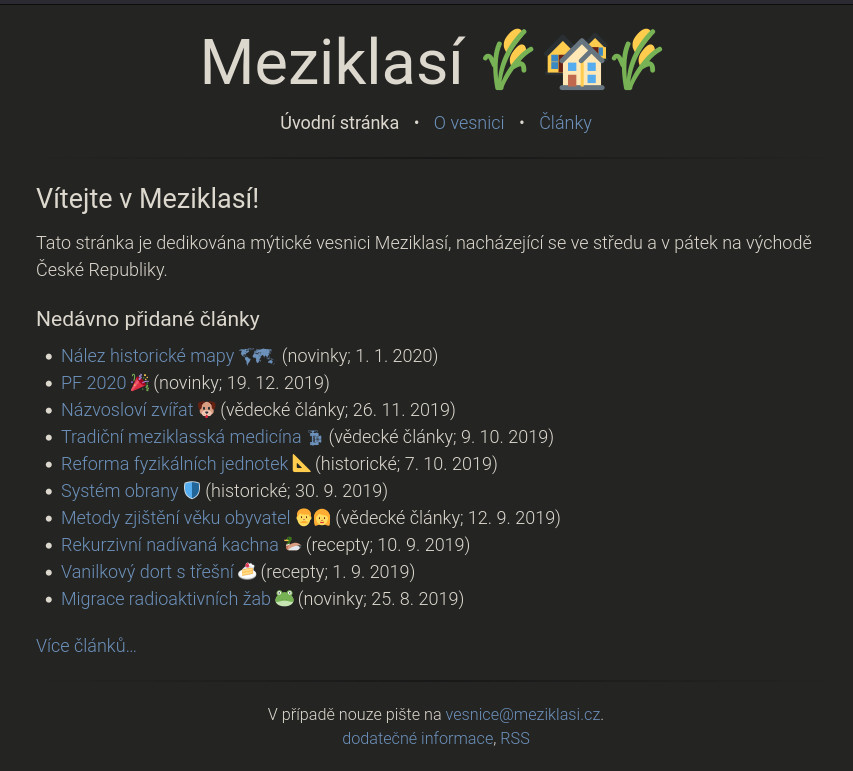 Meziklasí 🌾🏘🌾
Úvodní stránka • O vesnici • Články
Vítejte v Meziklasí!
Tato stránka je dedikována mýtické vesnici Meziklasí, nacházející se ve středu a v pátek na východě
České Republiky.
Nedávno přidané články
• Nález historické mapy 🗺 (novinky; 1. 1. 2020)
• PF 2020 🎉 (novinky; 19. 12. 2019)
• Názvosloví zvířat 🐶 (vědecké články; 26. 11. 2019)
• Tradiční meziklasská medicína 🗜 (vědecké články; 9. 10. 2019)
• Reforma fyzikálních jednotek 📐 (historické; 7. 10. 2019)
• Systém obrany 🛡 (historické; 30. 9. 2019)
• Metody zjištění věku obyvatel 👨👩 (vědecké články; 12. 9. 2019)
• Rekurzivní nadívaná kachna 🦆 (recepty; 10. 9. 2019)
• Vanilkový dort s třešní 🍰 (recepty; 1. 9. 2019)
• Migrace radioaktivních žab 🐸 (novinky; 25. 8. 2019)
Více článků…
V případě nouze pište na vesnice@meziklasi.cz.
dodatečné informace, RSS